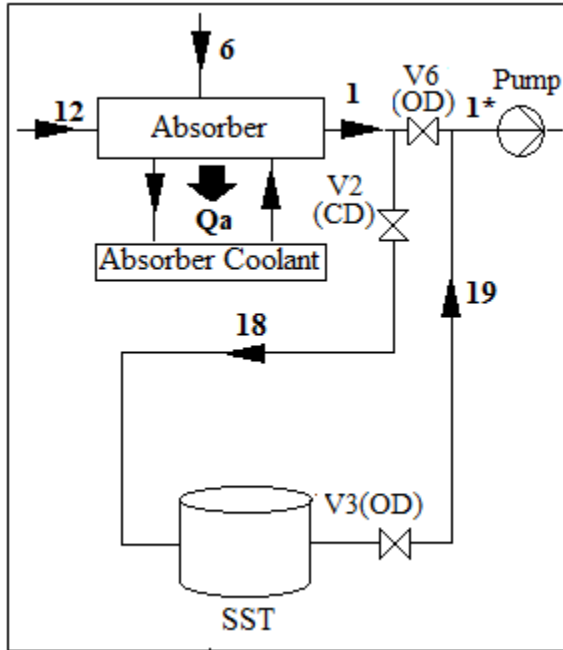 6
V6
(OD)
Pump
12
Absorber
1
1*
V2
(CD)
Qa
Absorber Coolant
18
19
V3(OD)
SST